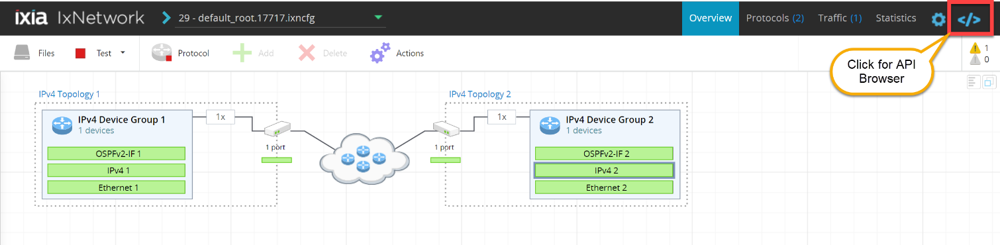 ixia IxNetwork
29 - default_root.17717.ixncfg
Overview
Protocols (2)
Traffic (1)
Statistics
</>
Files
Test
Protocol
Add
Delete
Actions
1
0
Click for API
Browser
IPv4 Topology 1
IPv4 Device Group 1
1 devices
OSPFv2-IF 1
IPv4 1
Ethernet 1
1x
1 port
IPv4 Topology 2
1 port
1x
IPv4 Device Group 2
1 devices
OSPFv2-IF 2
IPv4 2
Ethernet 2